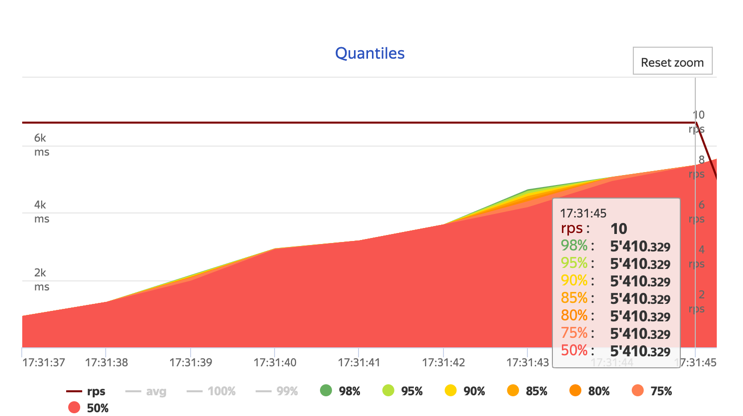 Quantiles
Reset zoom
10
rps
6k
ms
8
rps
4k
ms
6
rps
17:31:45
rps: 10
98%: 5'410.329
95%: 5'410.329
90%: 5'410.329
85%: 5'410.329
80%: 5'410.329
75%: 5'410.329
50%: 5'410.329
4
rps
2k
ms
2
rps
17:31:37 17:31:38 17:31:39 17:31:40 17:31:41 17:31:42 17:31:43 17:31:44 17:31:45
rps avg 100% 99% 98% 95% 90% 85% 80% 75%
50%